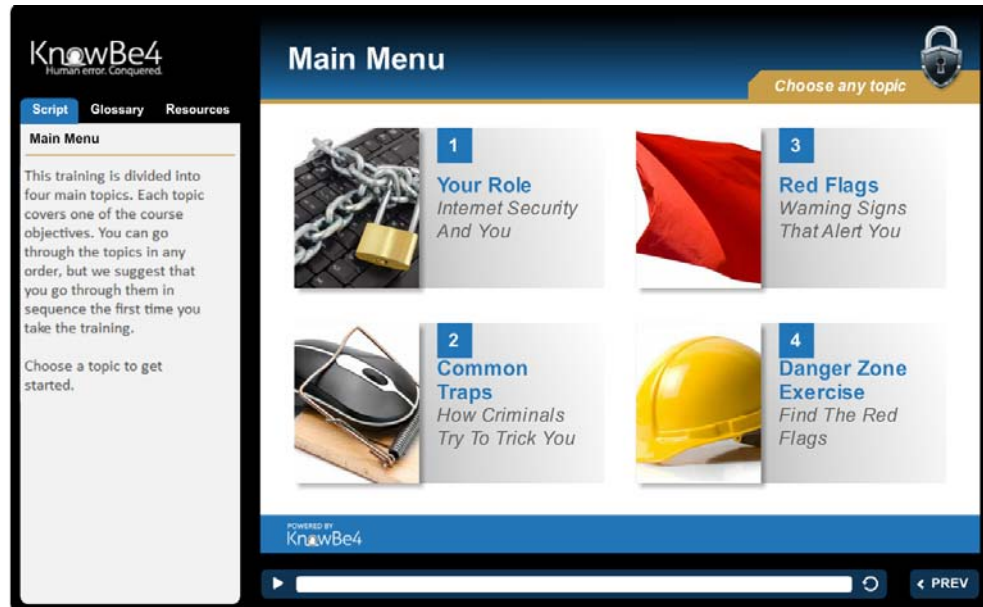 KnowBe4
Human error. Conquered.
Script Glossary Resources
Main Menu
This training is divided into
four main topics. Each topic
covers one of the course
objectives. You can go
through the topics in any
order, but we suggest that
you go through them in
sequence the first time you
take the training.
Choose a topic to get
started.
Main Menu
Choose any topic
1
Your Role
Internet Security
And You
2
Common
Traps
How Criminals
Try To Trick You
3
Red Flags
Warning Signs
That Alert You
4
Danger Zone
Exercise
Find The Red
Flags
POWERED BY
KnowBe4
PREV